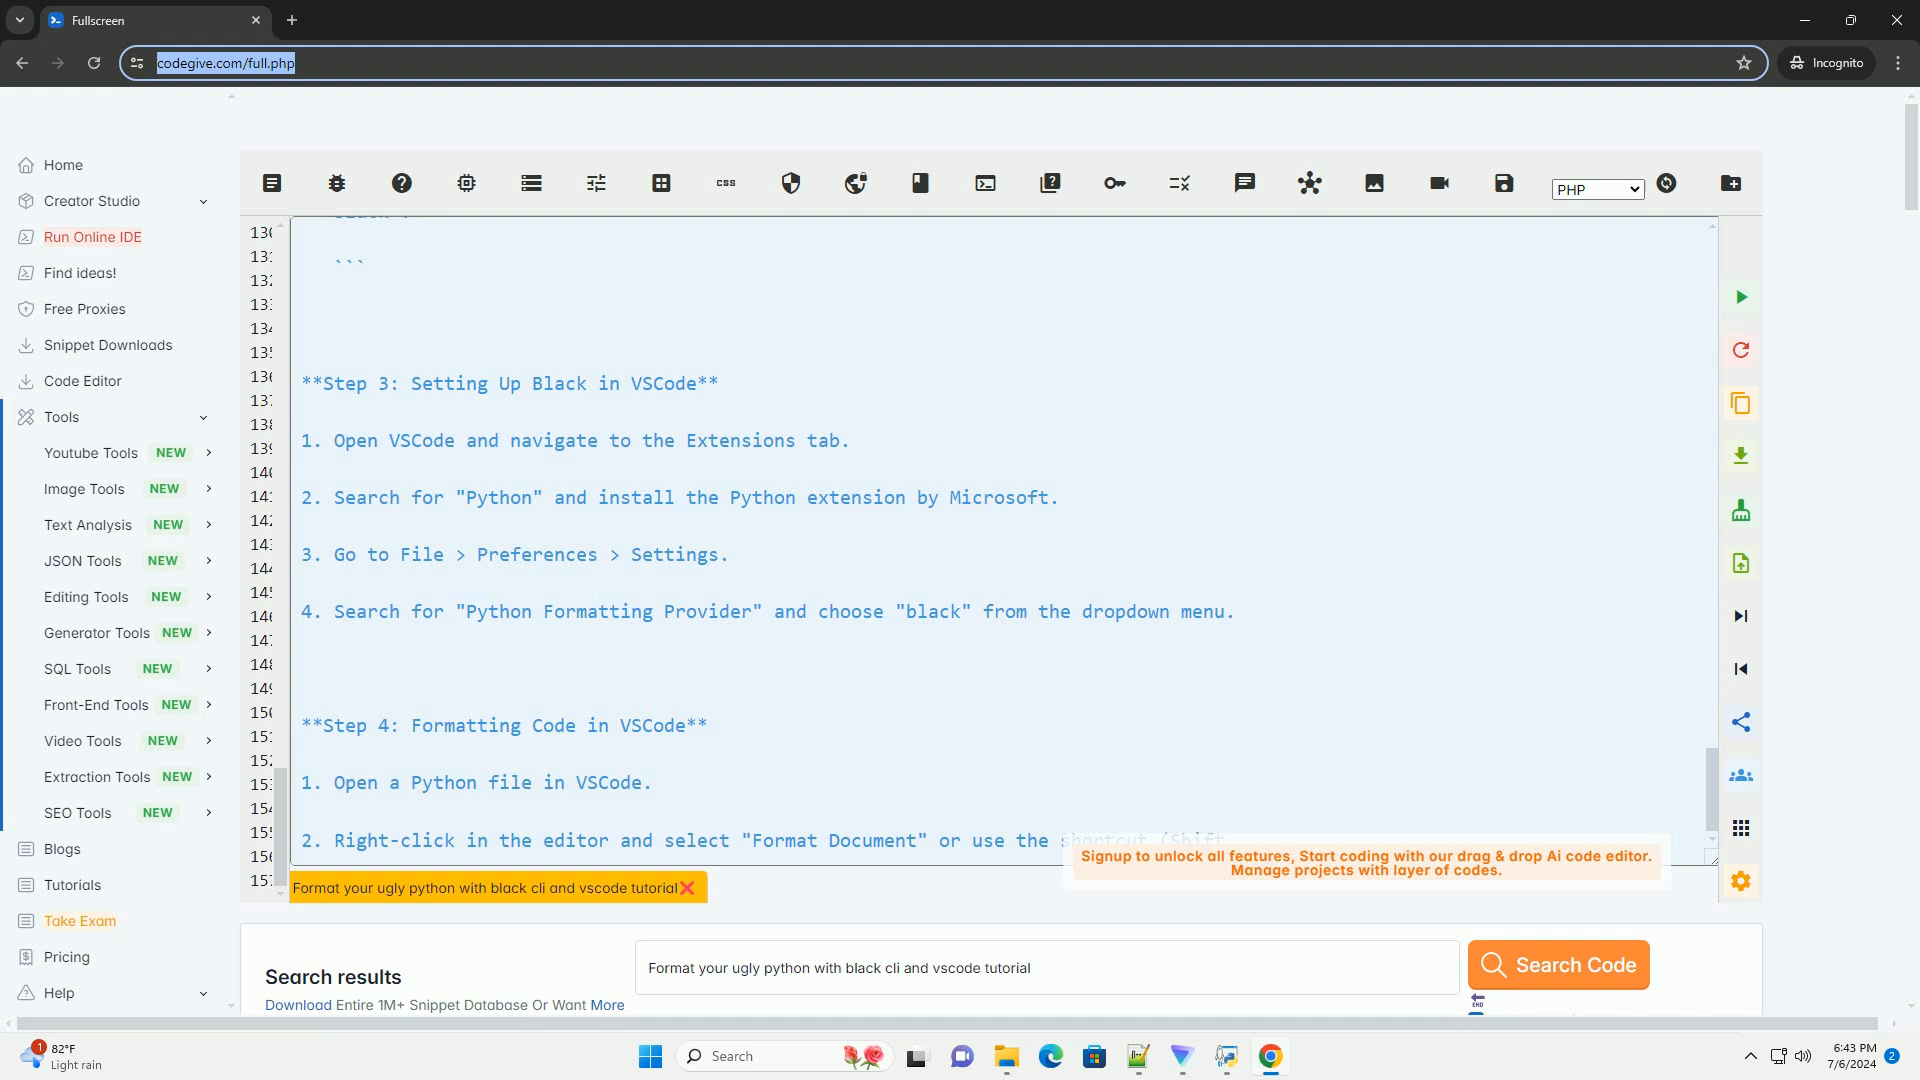 Fullscreen
codegive.com/full.php
Incognito
Home
Creator Studio
Run Online IDE
Find ideas!
Free Proxies
Snippet Downloads
Code Editor
Tools
Youtube Tools NEW
Image Tools NEW
Text Analysis NEW
JSON Tools NEW
Editing Tools NEW
Generator Tools NEW
SQL Tools NEW
Front-End Tools NEW
Video Tools NEW
Extraction Tools NEW
SEO Tools NEW
Blogs
Tutorials
Take Exam
Pricing
Help
css
PHP
```
**Step 3: Setting Up Black in VSCode**
1. Open VSCode and navigate to the Extensions tab.
2. Search for "Python" and install the Python extension by Microsoft.
3. Go to File > Preferences > Settings.
4. Search for "Python Formatting Provider" and choose "black" from the dropdown menu.
**Step 4: Formatting Code in VSCode**
1. Open a Python file in VSCode.
2. Right-click in the editor and select "Format Document" or use the shortcut (Shift
Signup to unlock all features, Start coding with our drag & drop Ai code editor.
Manage projects with layer of codes.
Format your ugly python with black cli and vscode tutorial
Search results
Download Entire 1M+ Snippet Database Or Want More
Format your ugly python with black cli and vscode tutorial
Search Code
END
1
82°F
Light rain
Search
6:43 PM
7/6/2024
2